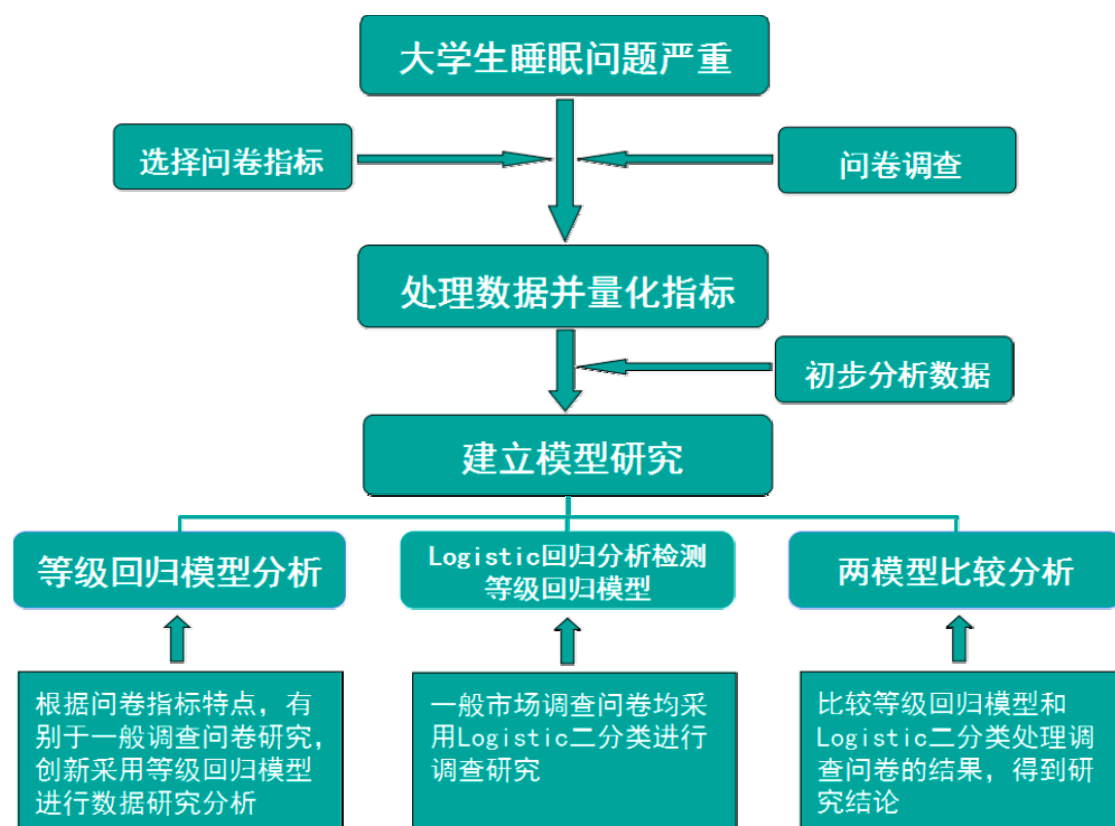 大学生睡眠问题严重
选择问卷指标
问卷调查
处理数据并量化指标
初步分析数据
建立模型研究
等级回归模型分析
Logistic回归分析检测
等级回归模型
两模型比较分析
根据问卷指标特点，有
别于一般调查问卷研究，
创新采用等级回归模型
进行数据研究分析
一般市场调查问卷均采
用Logistic二分类进行
调查研究
比较等级回归模型和
Logistic二分类处理调
查问卷的结果，得到研
究结论